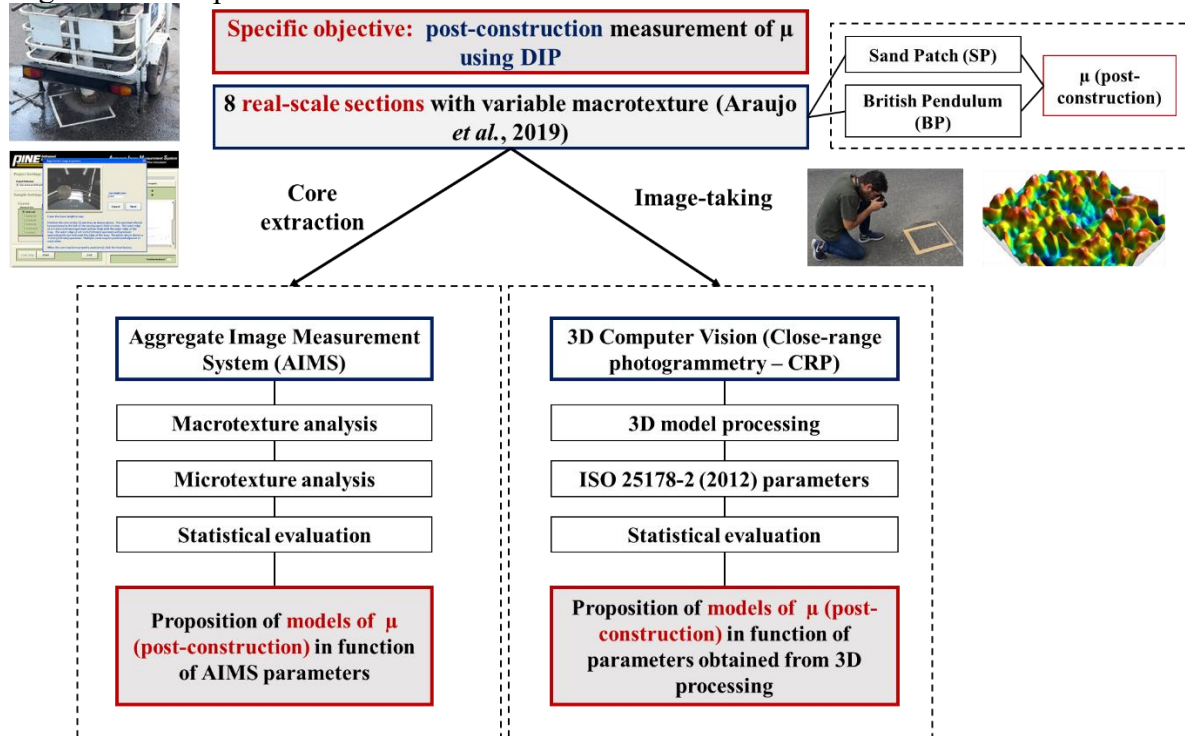 Specific objective: post-construction measurement of μ
using DIP
8 real-scale sections with variable macrotexture (Araujo
et al., 2019)
Sand Patch (SP)
British Pendulum
(BP)
μ (post-
construction)
PINE
Core
extraction
Image-taking
Aggregate Image Measurement
System (AIMS)
Macrotexture analysis
Microtexture analysis
Statistical evaluation
Proposition of models of μ
(post-construction) in function
of AIMS parameters
3D Computer Vision (Close-range
photogrammetry – CRP)
3D model processing
ISO 25178-2 (2012) parameters
Statistical evaluation
Proposition of models of μ (post-
construction) in function of
parameters obtained from 3D
processing